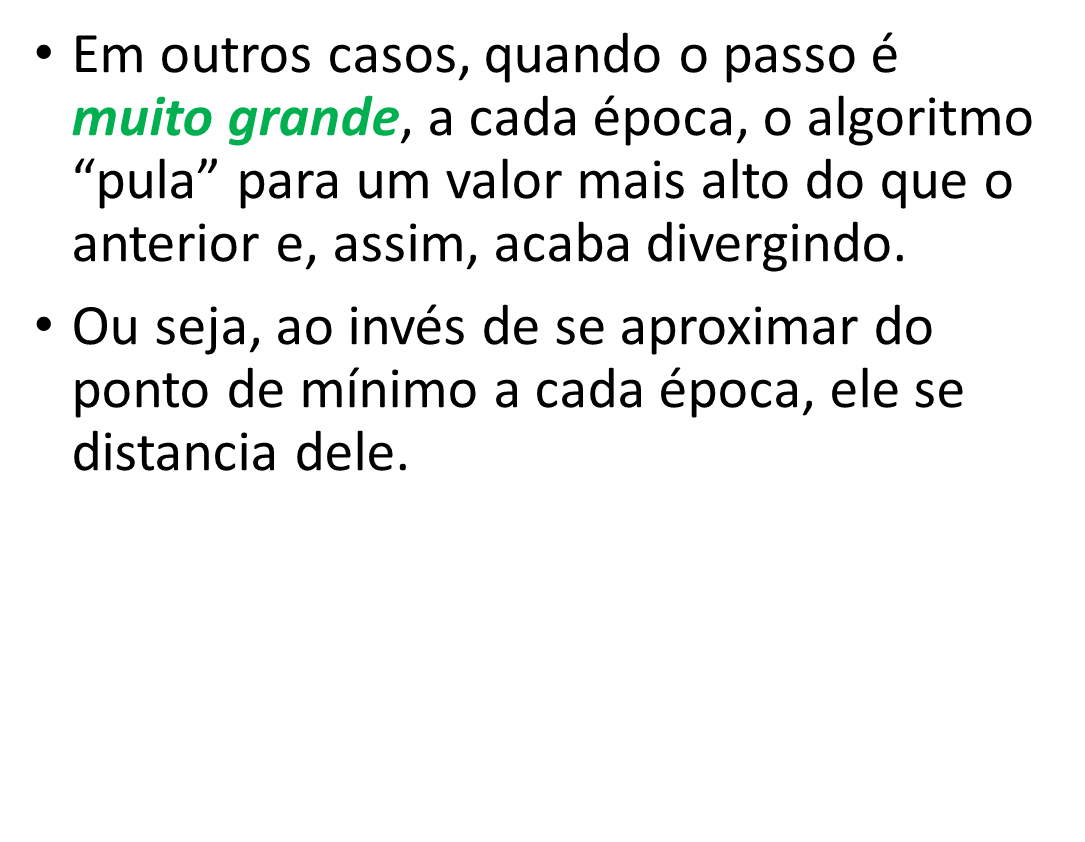 • Em outros casos, quando o passo é
muito grande, a cada época, o algoritmo
“pula” para um valor mais alto do que o
anterior e, assim, acaba divergindo.
• Ou seja, ao invés de se aproximar do
ponto de mínimo a cada época, ele se
distancia dele.